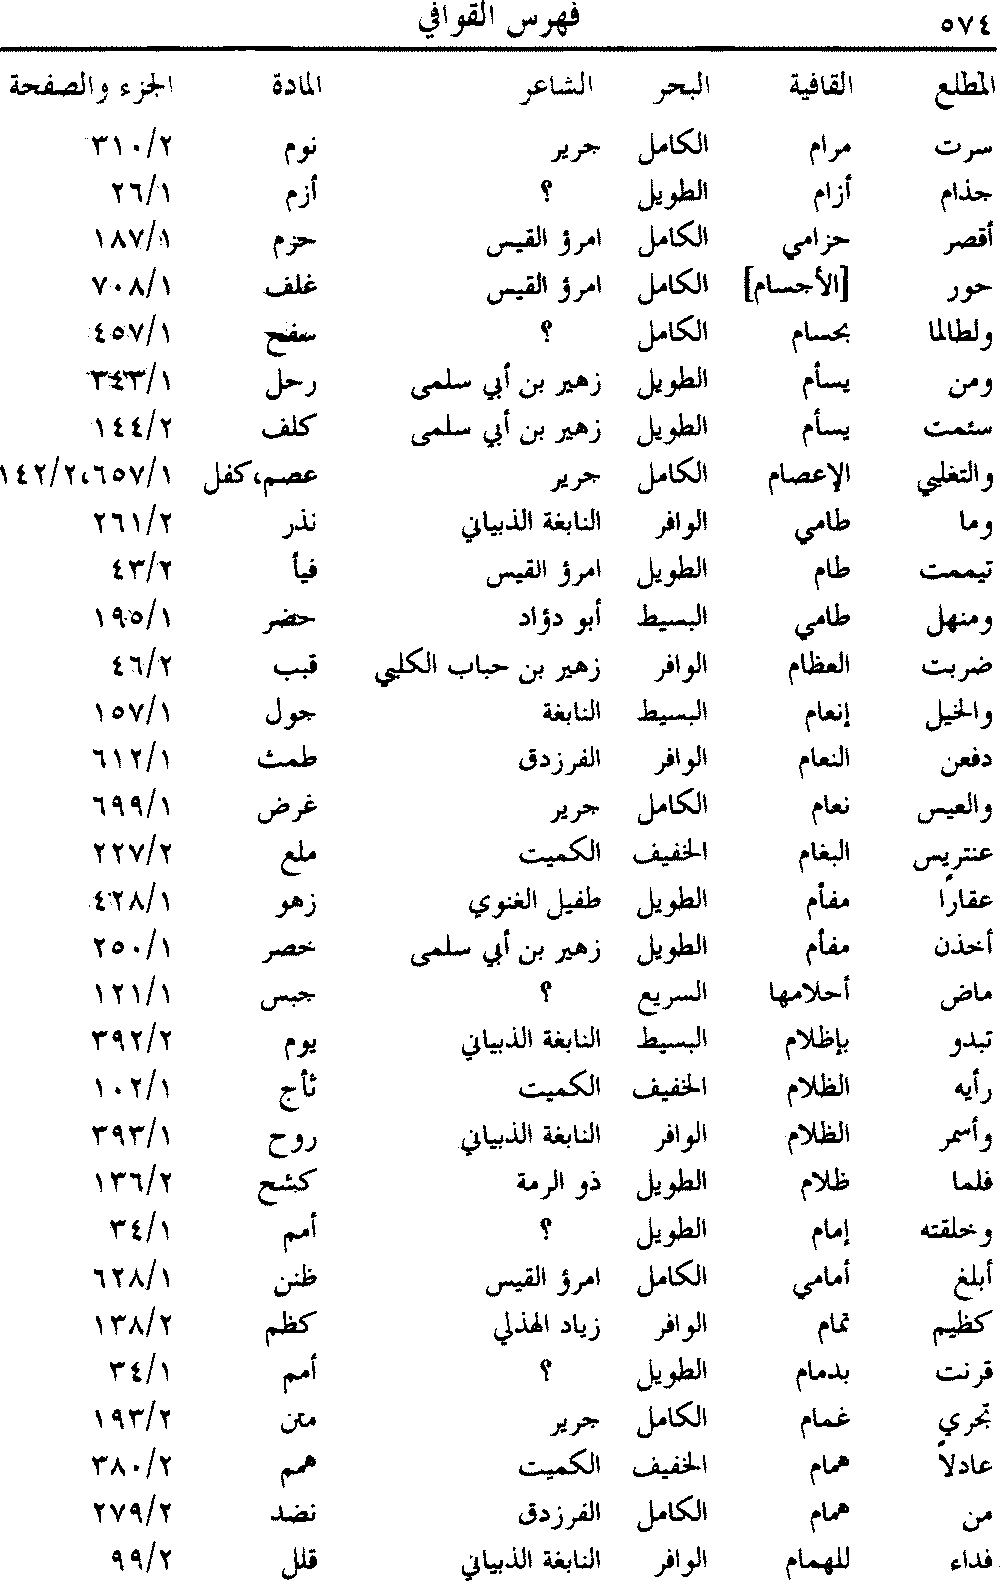 ٥٧٤ فهرس القوافي
المطلع القافية البحر الشاعر المادة الجزء والصفحة
سرت مرام الكامل جرير نوم ٣١٠/٢
جذام أزام الطويل ؟ أزم ٢٦/١
أقصر حزامي الكامل امرؤ القيس حزم ١٨٧/١
حور [الأجسام] الكامل امرؤ القيس غلف ٧٠٨/١
ولطالما بحسام الكامل ؟ سفح ٤٥٧/١
ومن يسأم الطويل زهير بن أبي سلمى رحل ٣٤٣/١
سئمت يسأم الطويل زهير بن أبي سلمى كلف ١٤٤/٢
والتغلبي الإعصام الكامل جرير عصم،كفل ١٤٢/٢،٦٥٧/١
وما طامي الوافر النابغة الذبياني نذر ٢٦١/٢
تيممت طام الطويل امرؤ القيس فيأ ٤٣/٢
ومنهل طامي البسيط أبو دؤاد حضر ١٩٥/١
ضربت العظام الوافر زهير بن حباب الكلبي قبب ٤٦/٢
والخيل إنعام البسيط النابغة جول ١٥٧/١
دفعن النعام الوافر الفرزدق طمث ٦١٢/١
والعيس نعام الكامل جرير غرض ٦٩٩/١
عنتريس البغام الخفيف الكميت ملع ٢٢٧/٢
عقارًا مفأم الطويل طفيل الغنوي زهو ٤٢٨/١
أخذن مفأم الطويل زهير بن أبي سلمى خصر ٢٥٠/١
ماض أحلامها السريع ؟ جبس ١٢١/١
تبدو بإظلام البسيط النابغة الذبياني يوم ٣٩٢/٢
رأيه الظلام الخفيف الكميت ثأج ١٠٢/١
وأسمر الظلام الوافر النابغة الذبياني روح ٣٩٣/١
فلما ظلام الطويل ذو الرمة كشح ١٣٦/٢
وخلقته إمام الطويل ؟ أمم ٣٤/١
أبلغ أمامي الكامل امرؤ القيس ظنن ٦٢٨/١
كظيم تمام الوافر زياد الهذلي كظم ١٣٨/٢
قرنت بدمام الطويل ؟ أمم ٣٤/١
تجري غمام الكامل جرير متن ١٩٣/٢
عادلاً همام الخفيف الكميت همم ٣٨٠/٢
من همام الكامل الفرزدق نضد ٢٧٩/٢
فداء للهمام الوافر النابغة الذبياني قلل ٩٩/٢